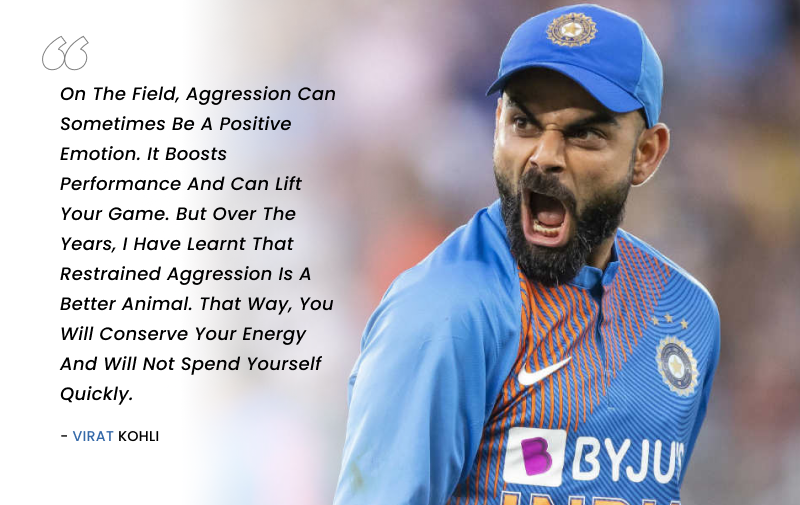 On The Field, Aggression Can
Sometimes Be A Positive
Emotion. It Boosts
Performance And Can Lift
Your Game. But Over The
Years, I Have Learnt That
Restrained Aggression Is A
Better Animal. That Way, You
Will Conserve Your Energy
And Will Not Spend Yourself
Quickly.
- VIRAT KOHLI
B BYJU'S
INDIA